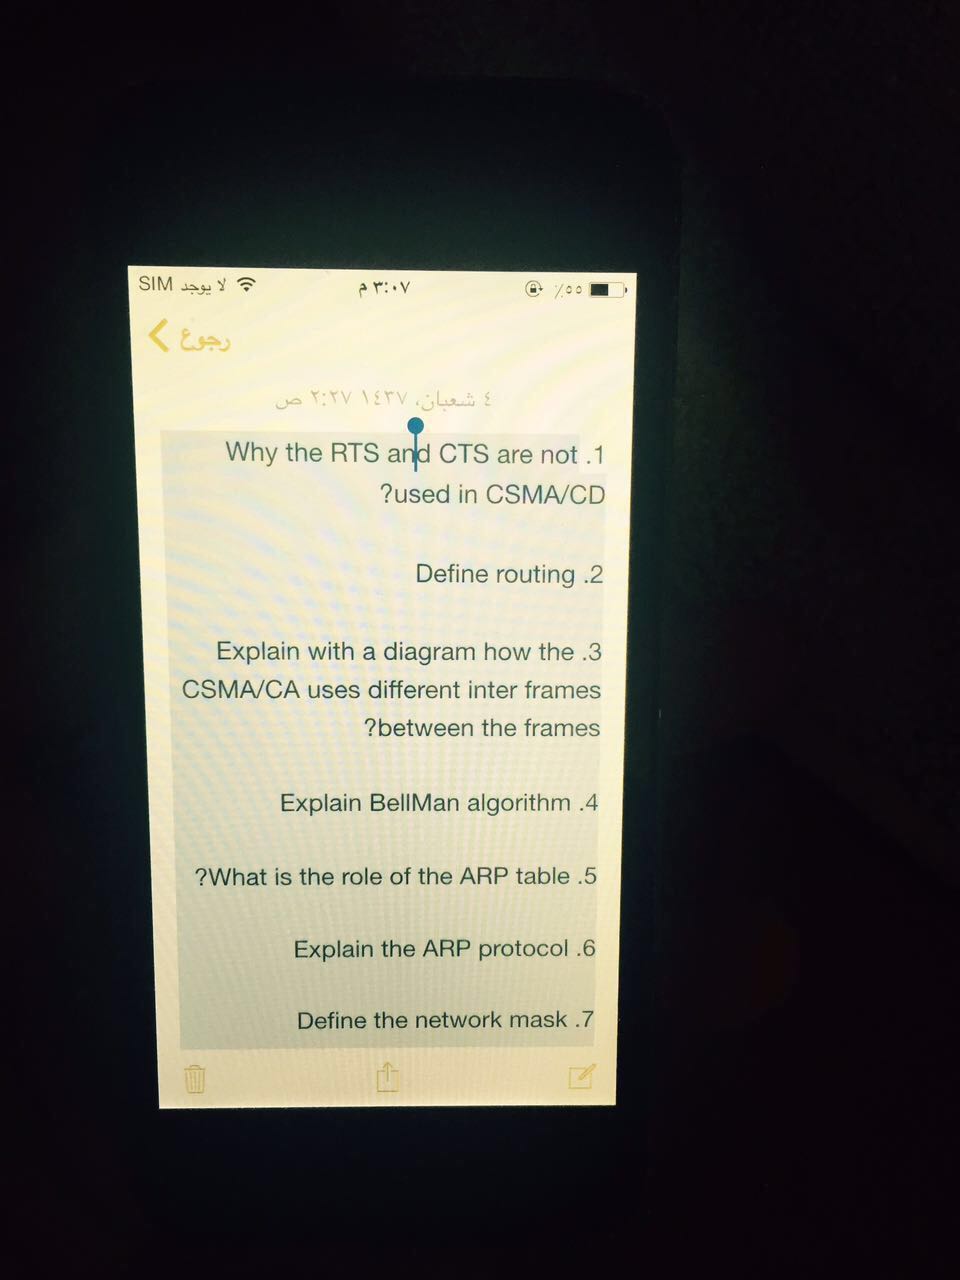 لا يوجد SIM
٣:٠٧ م
٥٥٪
رجوع
٤ شعبان، ١٤٣٧ ٢:٢٧ ص
1. Why the RTS and CTS are not
used in CSMA/CD?
2. Define routing
3. Explain with a diagram how the
CSMA/CA uses different inter frames
between the frames?
4. Explain BellMan algorithm
5. What is the role of the ARP table?
6. Explain the ARP protocol
7. Define the network mask